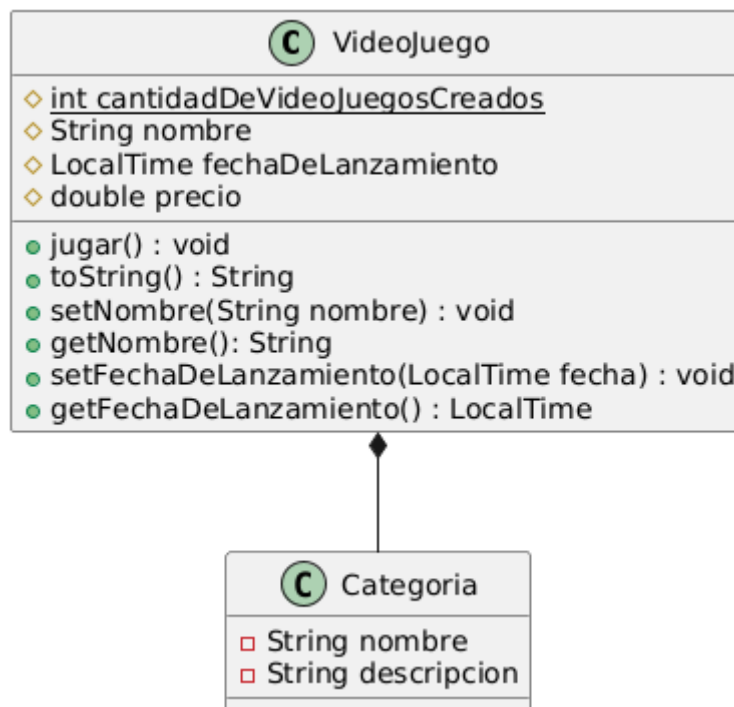 C VideoJuego
int cantidadDeVideoJuegosCreados
String nombre
LocalTime fechaDeLanzamiento
double precio
jugar() : void
toString() : String
setNombre(String nombre) : void
getNombre(): String
setFechaDeLanzamiento(LocalTime fecha) : void
getFechaDeLanzamiento() : LocalTime
C Categoria
String nombre
String descripcion